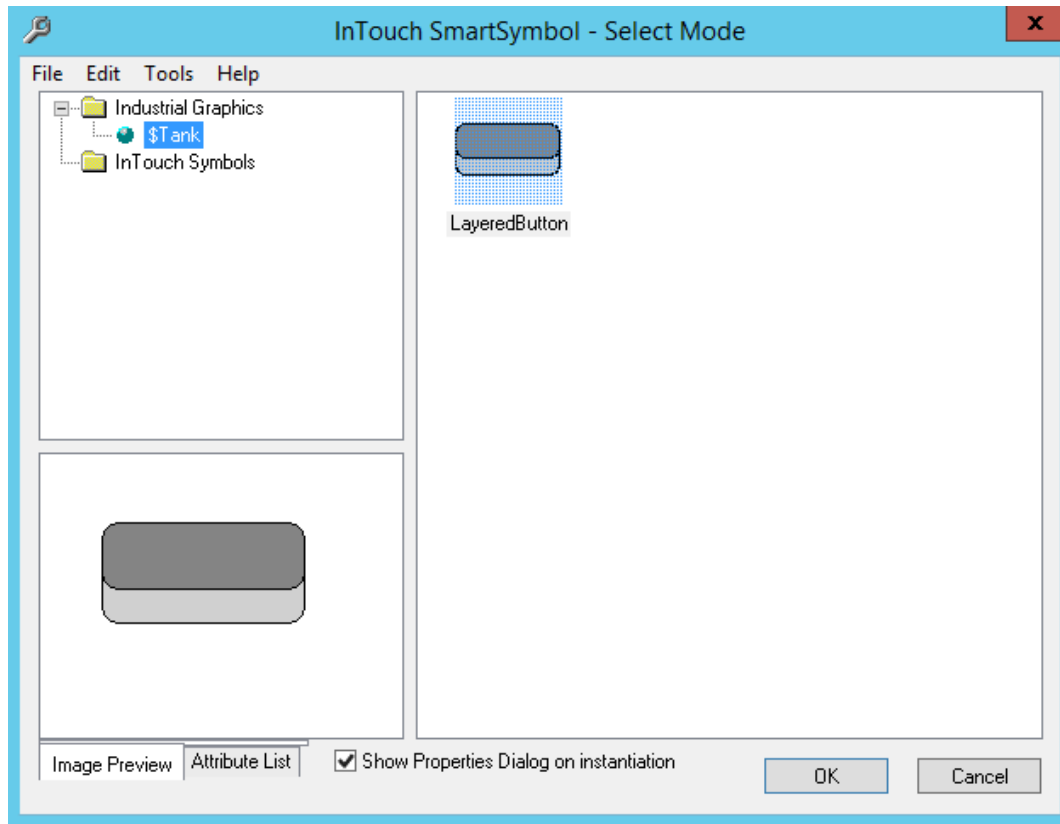 InTouch SmartSymbol - Select Mode
x
File Edit Tools Help
Industrial Graphics
$Tank
InTouch Symbols
LayeredButton
Image Preview Attribute List Show Properties Dialog on instantiation OK Cancel